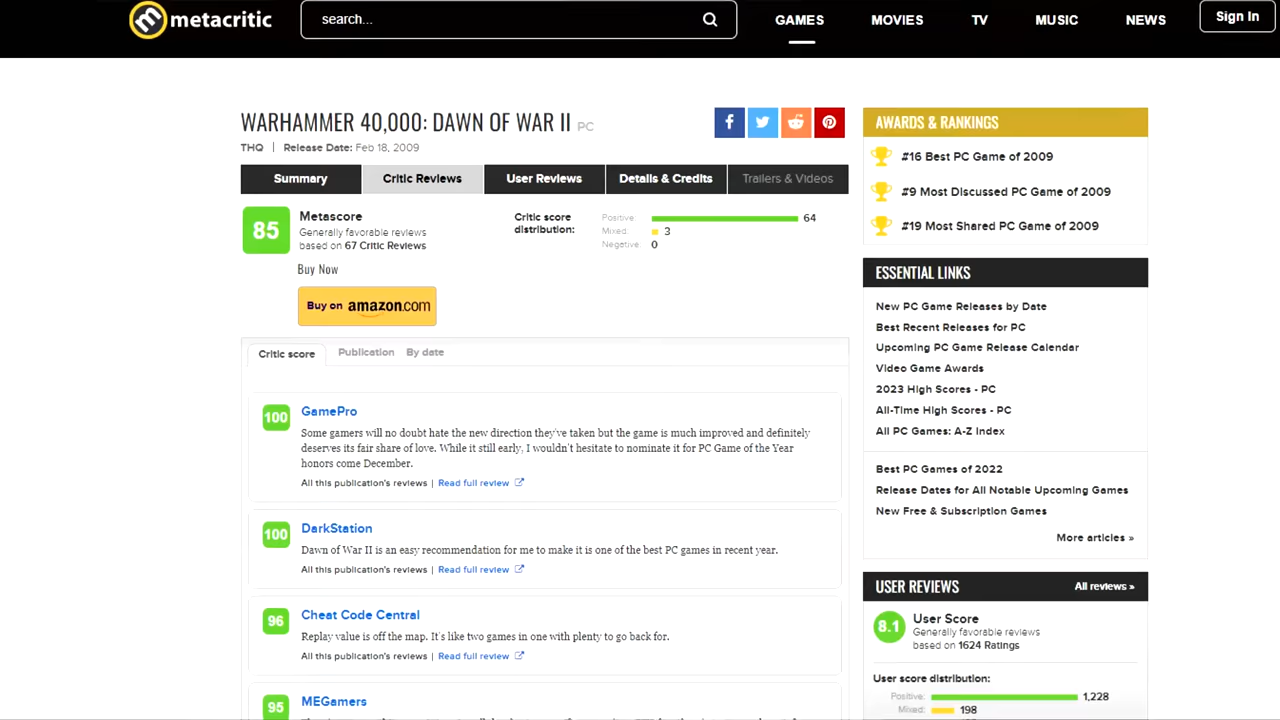 metacritic
search...
GAMES
MOVIES
TV
MUSIC
NEWS
Sign In
WARHAMMER 40,000: DAWN OF WAR II PC
THQ | Release Date: Feb 18, 2009
Summary
Critic Reviews
User Reviews
Details & Credits
Trailers & Videos
85
Metascore
Generally favorable reviews
based on 67 Critic Reviews
Critic score
distribution:
Positive: 64
Mixed: 3
Negative: 0
Buy Now
Buy on amazon.com
Critic score
Publication
By date
100
GamePro
Some gamers will no doubt hate the new direction they've taken but the game is much improved and definitely
deserves its fair share of love. While it still early, I wouldn't hesitate to nominate it for PC Game of the Year
honors come December.
All this publication's reviews | Read full review
100
DarkStation
Dawn of War II is an easy recommendation for me to make it is one of the best PC games in recent year.
All this publication's reviews | Read full review
96
Cheat Code Central
Replay value is off the map. It's like two games in one with plenty to go back for.
All this publication's reviews | Read full review
95
MEGamers
AWARDS & RANKINGS
#16 Best PC Game of 2009
#9 Most Discussed PC Game of 2009
#19 Most Shared PC Game of 2009
ESSENTIAL LINKS
New PC Game Releases by Date
Best Recent Releases for PC
Upcoming PC Game Release Calendar
Video Game Awards
2023 High Scores - PC
All-Time High Scores - PC
All PC Games: A-Z Index
Best PC Games of 2022
Release Dates for All Notable Upcoming Games
New Free & Subscription Games
More articles »
USER REVIEWS
All reviews »
8.1
User Score
Generally favorable reviews
based on 1624 Ratings
User score distribution:
Positive: 1,228
Mixed: 198